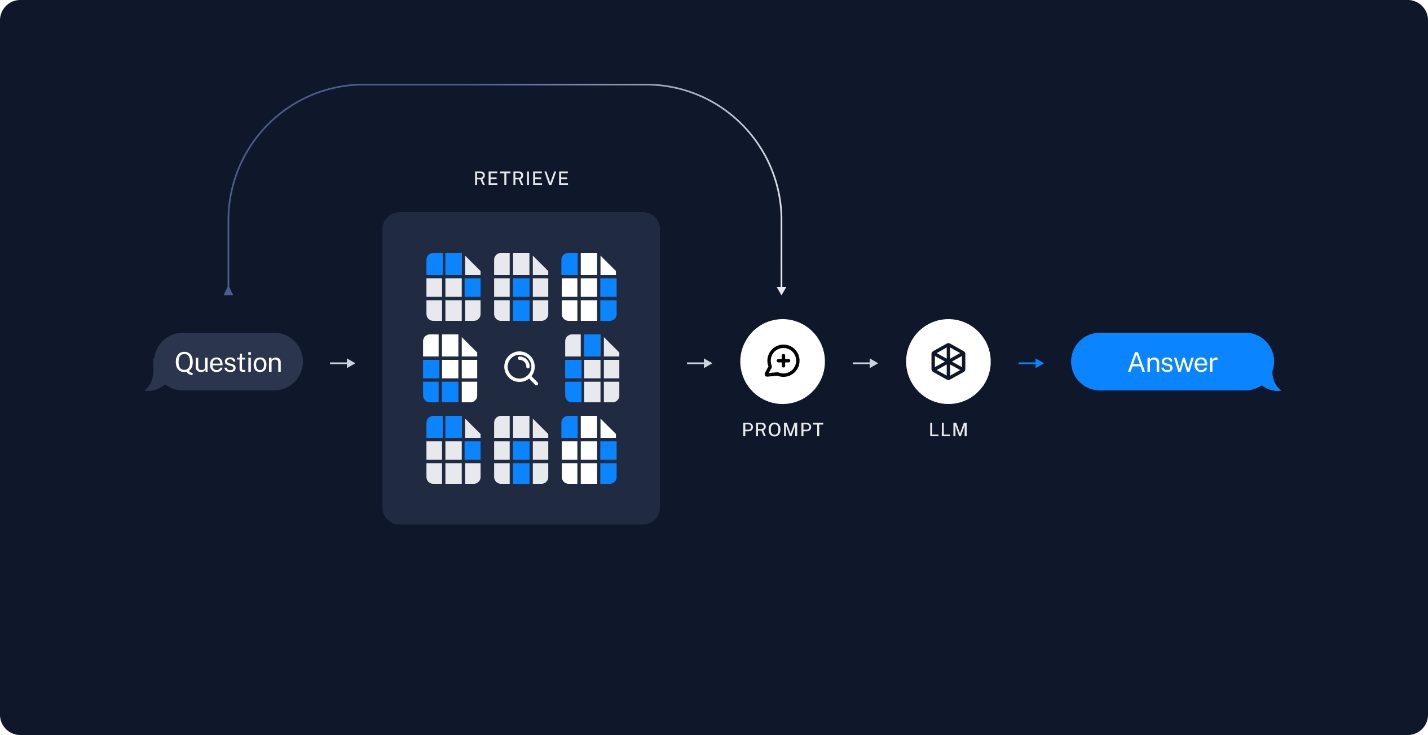 RETRIEVE
Question
Answer
PROMPT
LLM